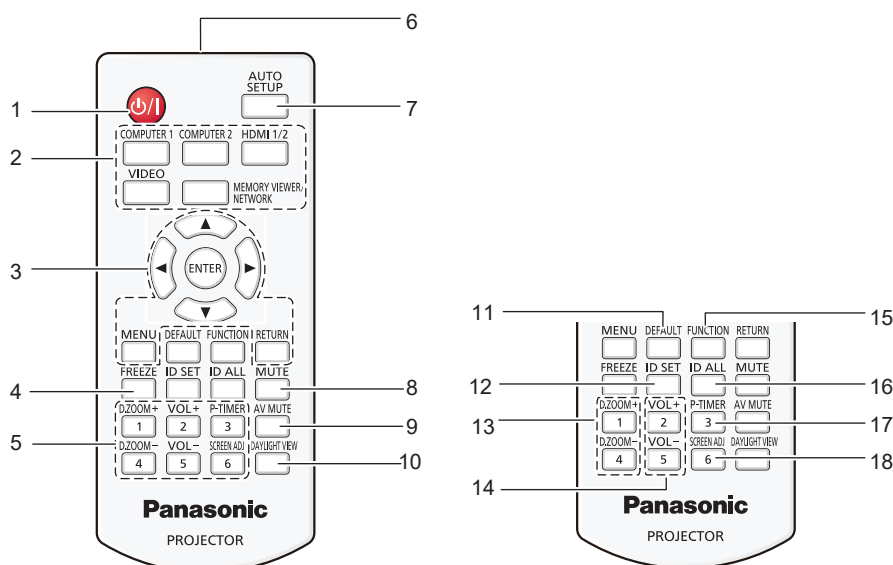 6
AUTO
SETUP
1
7
COMPUTER 1 COMPUTER 2 HDMI 1/2
2
VIDEO
MEMORY VIEWER/
NETWORK
3
ENTER
MENU DEFAULT FUNCTION RETURN
FREEZE ID SET ID ALL MUTE
4
8
D.ZOOM+ VOL+ P-TIMER AV MUTE
1 2 3
9
5
D.ZOOM− VOL− SCREEN ADJ DAYLIGHT VIEW
4 5 6
10
Panasonic
PROJECTOR
11
15
MENU DEFAULT FUNCTION RETURN
FREEZE ID SET ID ALL MUTE
12
16
D.ZOOM+ VOL+ P-TIMER AV MUTE
1 2 3
13
17
D.ZOOM− VOL− SCREEN ADJ DAYLIGHT VIEW
4 5 6
18
14
Panasonic
PROJECTOR